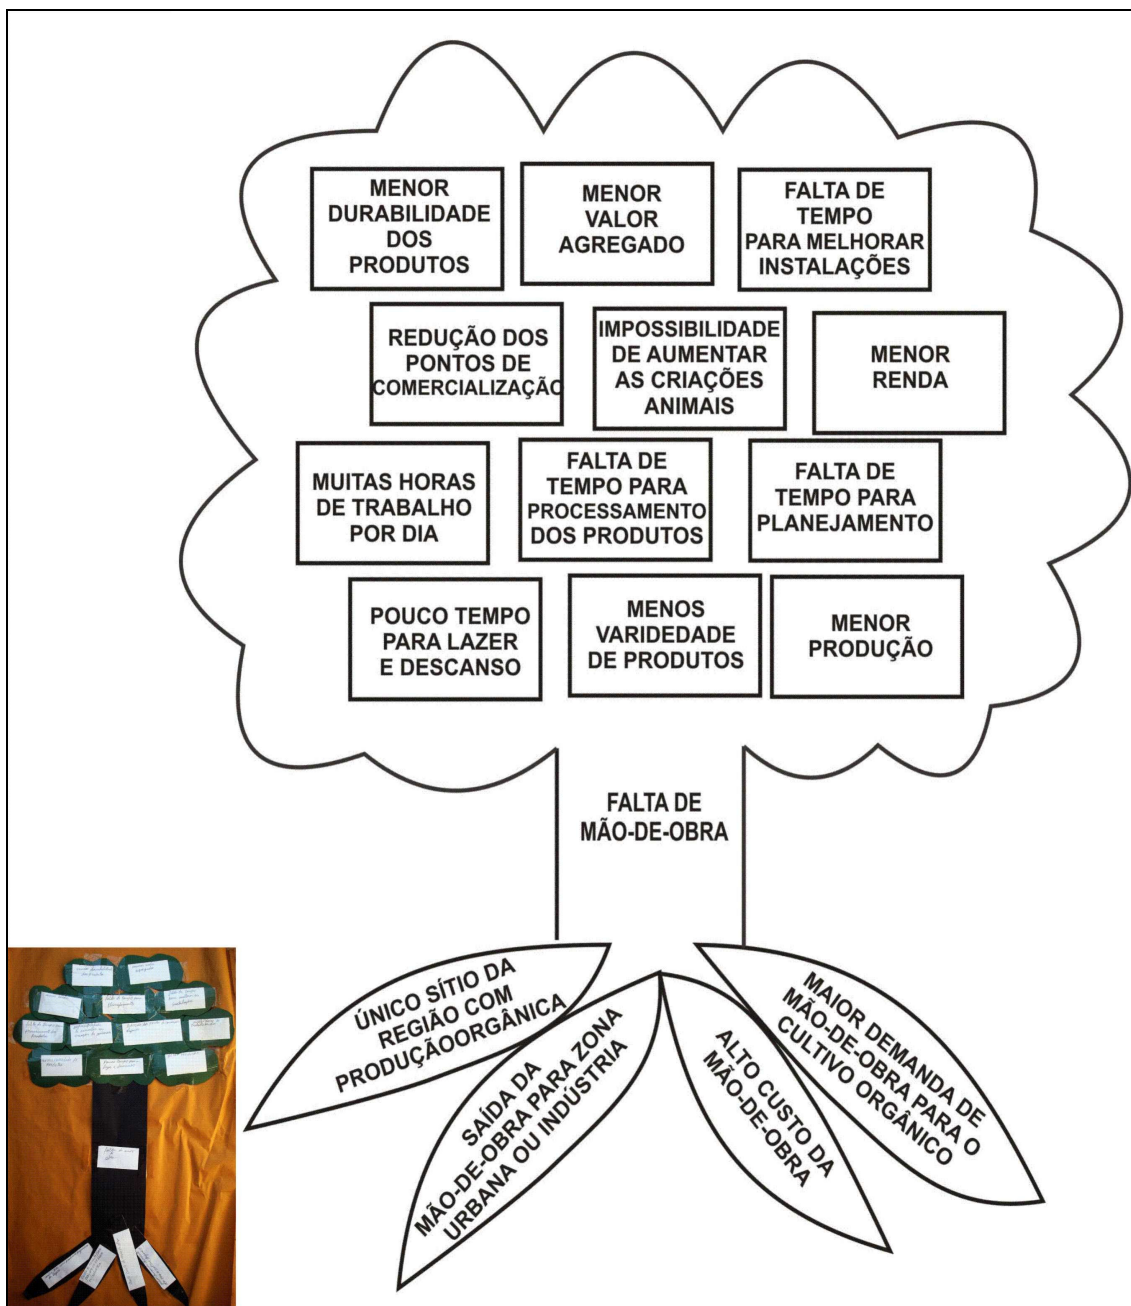 MENOR
DURABILIDADE
DOS
PRODUTOS
MENOR
VALOR
AGREGADO
FALTA DE
TEMPO
PARA MELHORAR
INSTALAÇÕES
REDUÇÃO DOS
PONTOS DE
COMERCIALIZAÇÃO
IMPOSSIBILIDADE
DE AUMENTAR
AS CRIAÇÕES
ANIMAIS
MENOR
RENDA
MUITAS HORAS
DE TRABALHO
POR DIA
FALTA DE
TEMPO PARA
PROCESSAMENTO
DOS PRODUTOS
FALTA DE
TEMPO PARA
PLANEJAMENTO
POUCO TEMPO
PARA LAZER
E DESCANSO
MENOS
VARIDEDADE
DE PRODUTOS
MENOR
PRODUÇÃO
FALTA DE
MÃO-DE-OBRA
ÚNICO SÍTIO DA
REGIÃO COM
PRODUÇÃOORGÂNICA
SAÍDA DA
MÃO-DE-OBRA PARA ZONA
URBANA OU INDÚSTRIA
ALTO CUSTO DA
MÃO-DE-OBRA
MAIOR DEMANDA DE
MÃO-DE-OBRA PARA O
CULTIVO ORGÂNICO